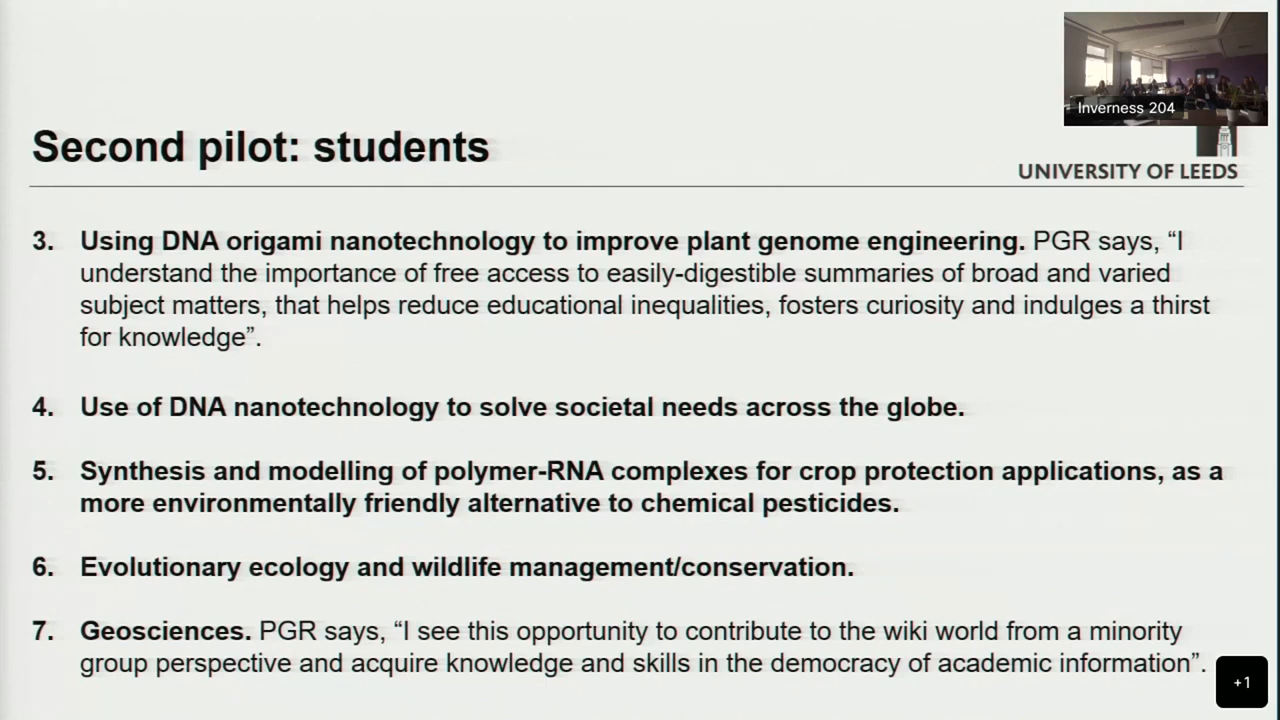 Inverness 204
Second pilot: students
UNIVERSITY OF LEEDS
3. Using DNA origami nanotechnology to improve plant genome engineering. PGR says, “I
understand the importance of free access to easily-digestible summaries of broad and varied
subject matters, that helps reduce educational inequalities, fosters curiosity and indulges a thirst
for knowledge”.
4. Use of DNA nanotechnology to solve societal needs across the globe.
5. Synthesis and modelling of polymer-RNA complexes for crop protection applications, as a
more environmentally friendly alternative to chemical pesticides.
6. Evolutionary ecology and wildlife management/conservation.
7. Geosciences. PGR says, “I see this opportunity to contribute to the wiki world from a minority
group perspective and acquire knowledge and skills in the democracy of academic information”.
+1